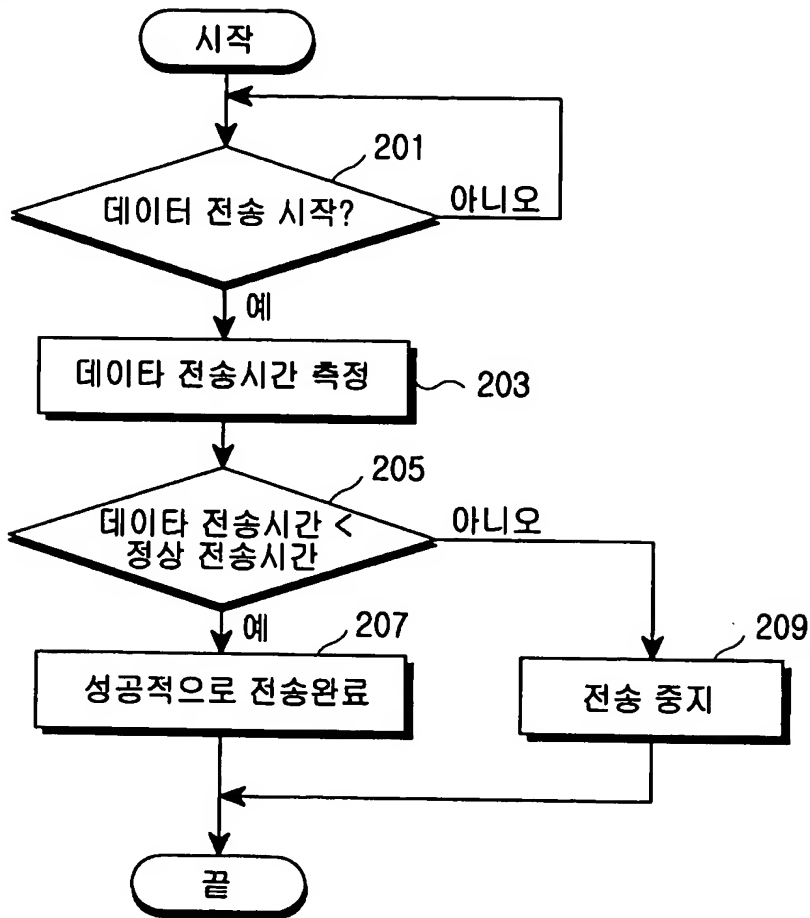 시작
201
데이터 전송 시작?
아니오
예
데이타 전송시간 측정
203
205
데이타 전송시간 <
정상 전송시간
아니오
예
207
성공적으로 전송완료
209
전송 중지
끝